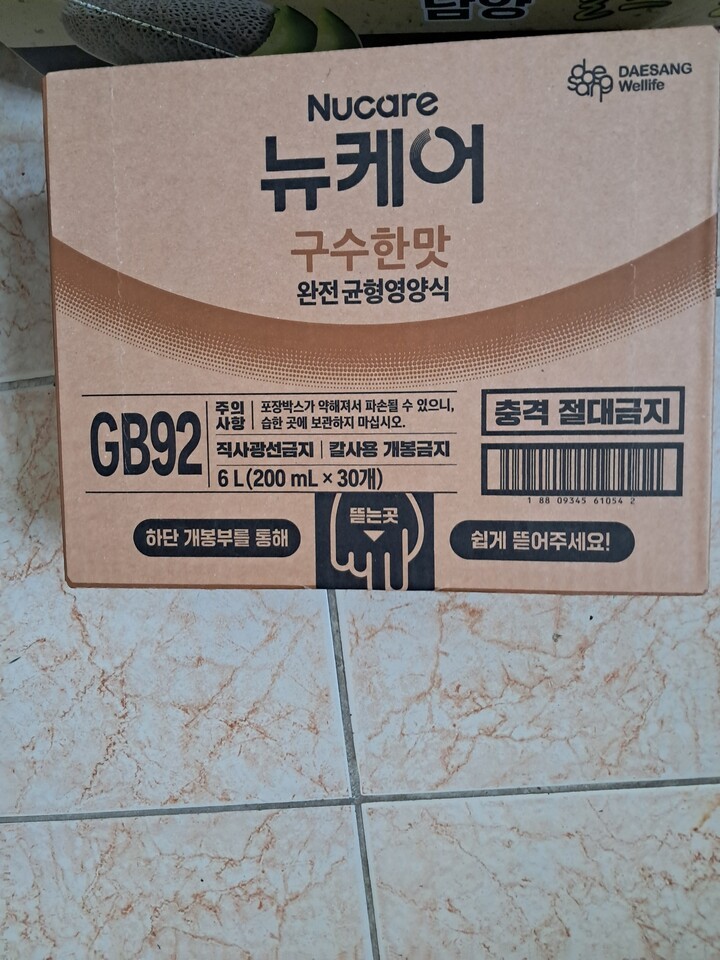 담양
dae
sang
DAESANG
Wellife
Nucare
뉴케어
구수한맛
완전 균형영양식
GB92
주의
사항
포장박스가 약해져서 파손될 수 있으니,
습한 곳에 보관하지 마십시오.
직사광선금지 | 칼사용 개봉금지
6 L (200 mL × 30개)
충격 절대금지
1 88 09345 61054 2
하단 개봉부를 통해
뜯는곳
쉽게 뜯어주세요!